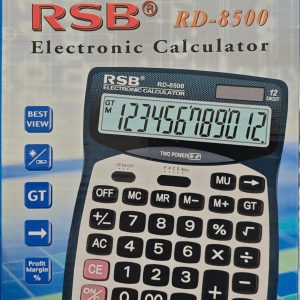 RSB® RD-8500
Electronic Calculator
RSB® RD-8500
ELECTRONIC CALCULATOR
12
DIGIT
BEST
VIEW
GT
M
123456789012.
TWO POWER
GT
Profit
Margin
%
MU
OFF MC MR M- M+ GT
+/- 7 8 9 % √
AC 4 5 6 × ÷
CE 1 2 3
ON/C 0